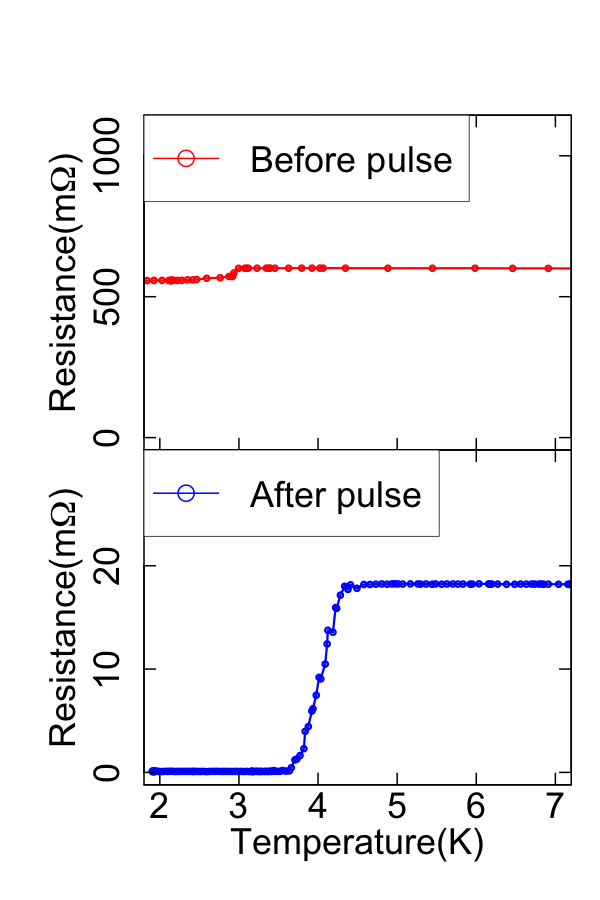 Before pulse
Resistance(mΩ)
1000
500
0
After pulse
Resistance(mΩ)
20
10
0
2 3 4 5 6 7
Temperature(K)